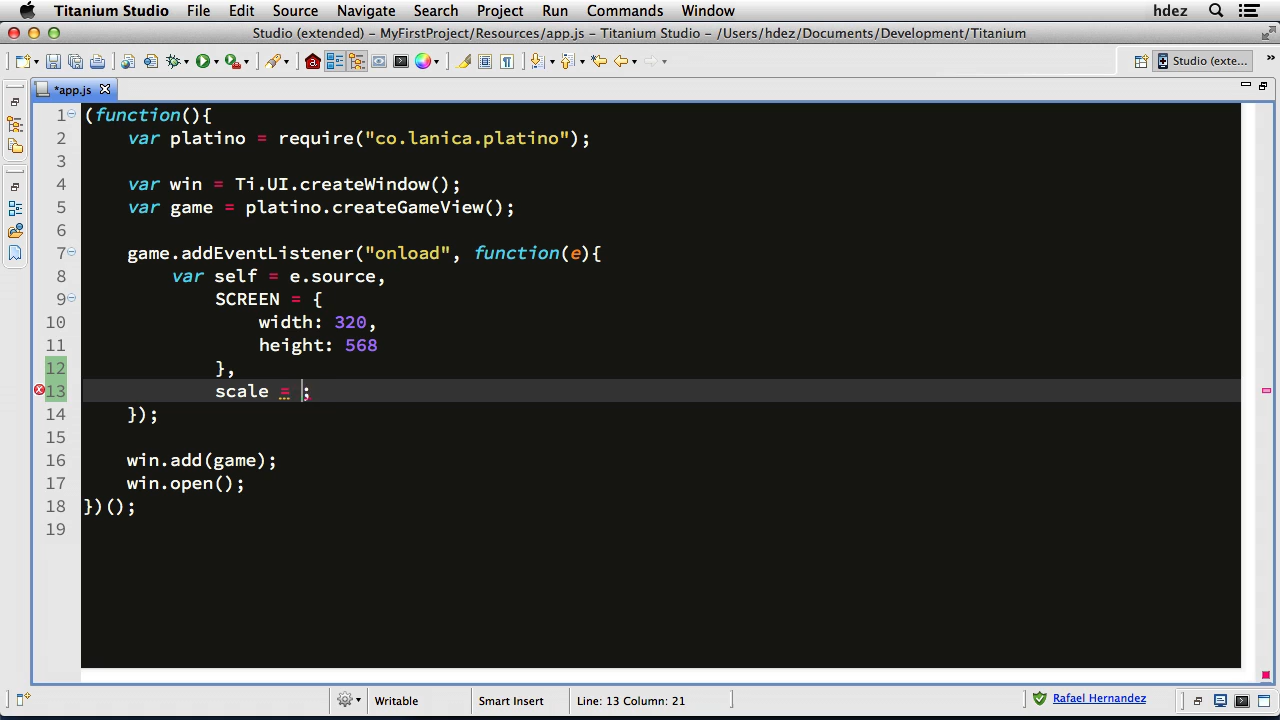 Titanium Studio File Edit Source Navigate Search Project Run Commands Window hdez
Studio (extended) – MyFirstProject/Resources/app.js – Titanium Studio – /Users/hdez/Documents/Development/Titanium
Studio (exte...
*app.js
1 (function(){
2 var platino = require("co.lanica.platino");
3
4 var win = Ti.UI.createWindow();
5 var game = platino.createGameView();
6
7 game.addEventListener("onload", function(e){
8 var self = e.source,
9 SCREEN = {
10 width: 320,
11 height: 568
12 },
13 scale = ;
14 });
15
16 win.add(game);
17 win.open();
18 })();
19
Writable Smart Insert Line: 13 Column: 21 Rafael Hernandez